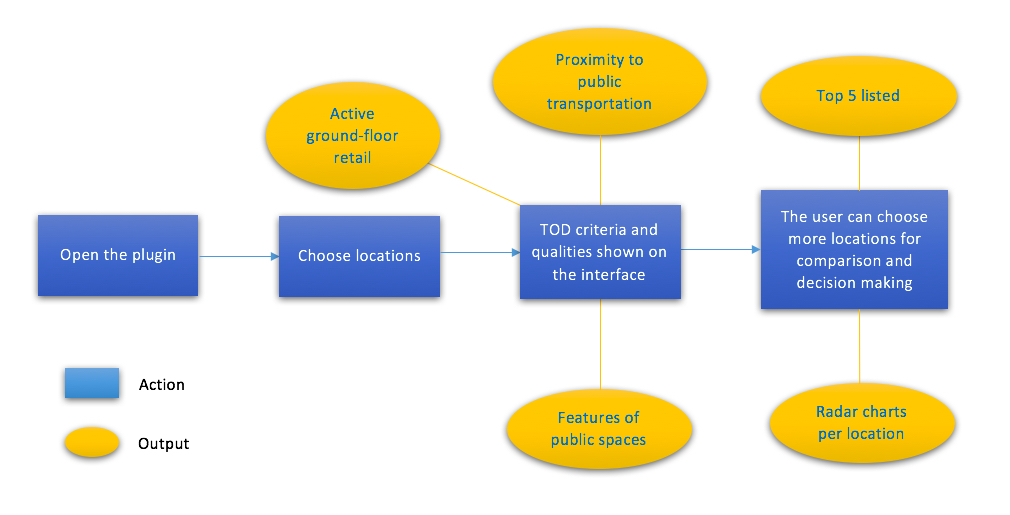 Proximity to
public
transportation
Top 5 listed
Active
ground-floor
retail
Open the plugin
Choose locations
TOD criteria and
qualities shown on
the interface
The user can choose
more locations for
comparison and
decision making
Action
Output
Features of
public spaces
Radar charts
per location